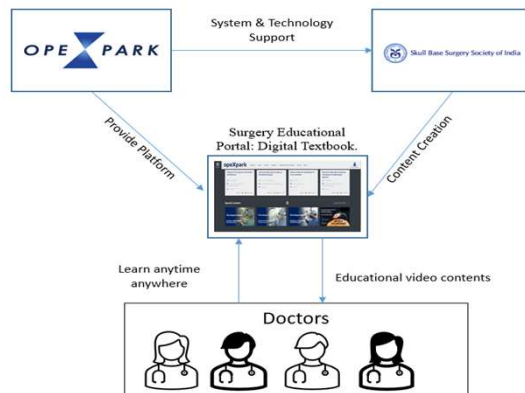 System & Technology
Support
OPE PARK
Skull Base Surgery Society of India
Provide Platform
Content Creation
Surgery Educational
Portal: Digital Textbook.
opeXpark
Learn anytime
anywhere
Educational video contents
Doctors